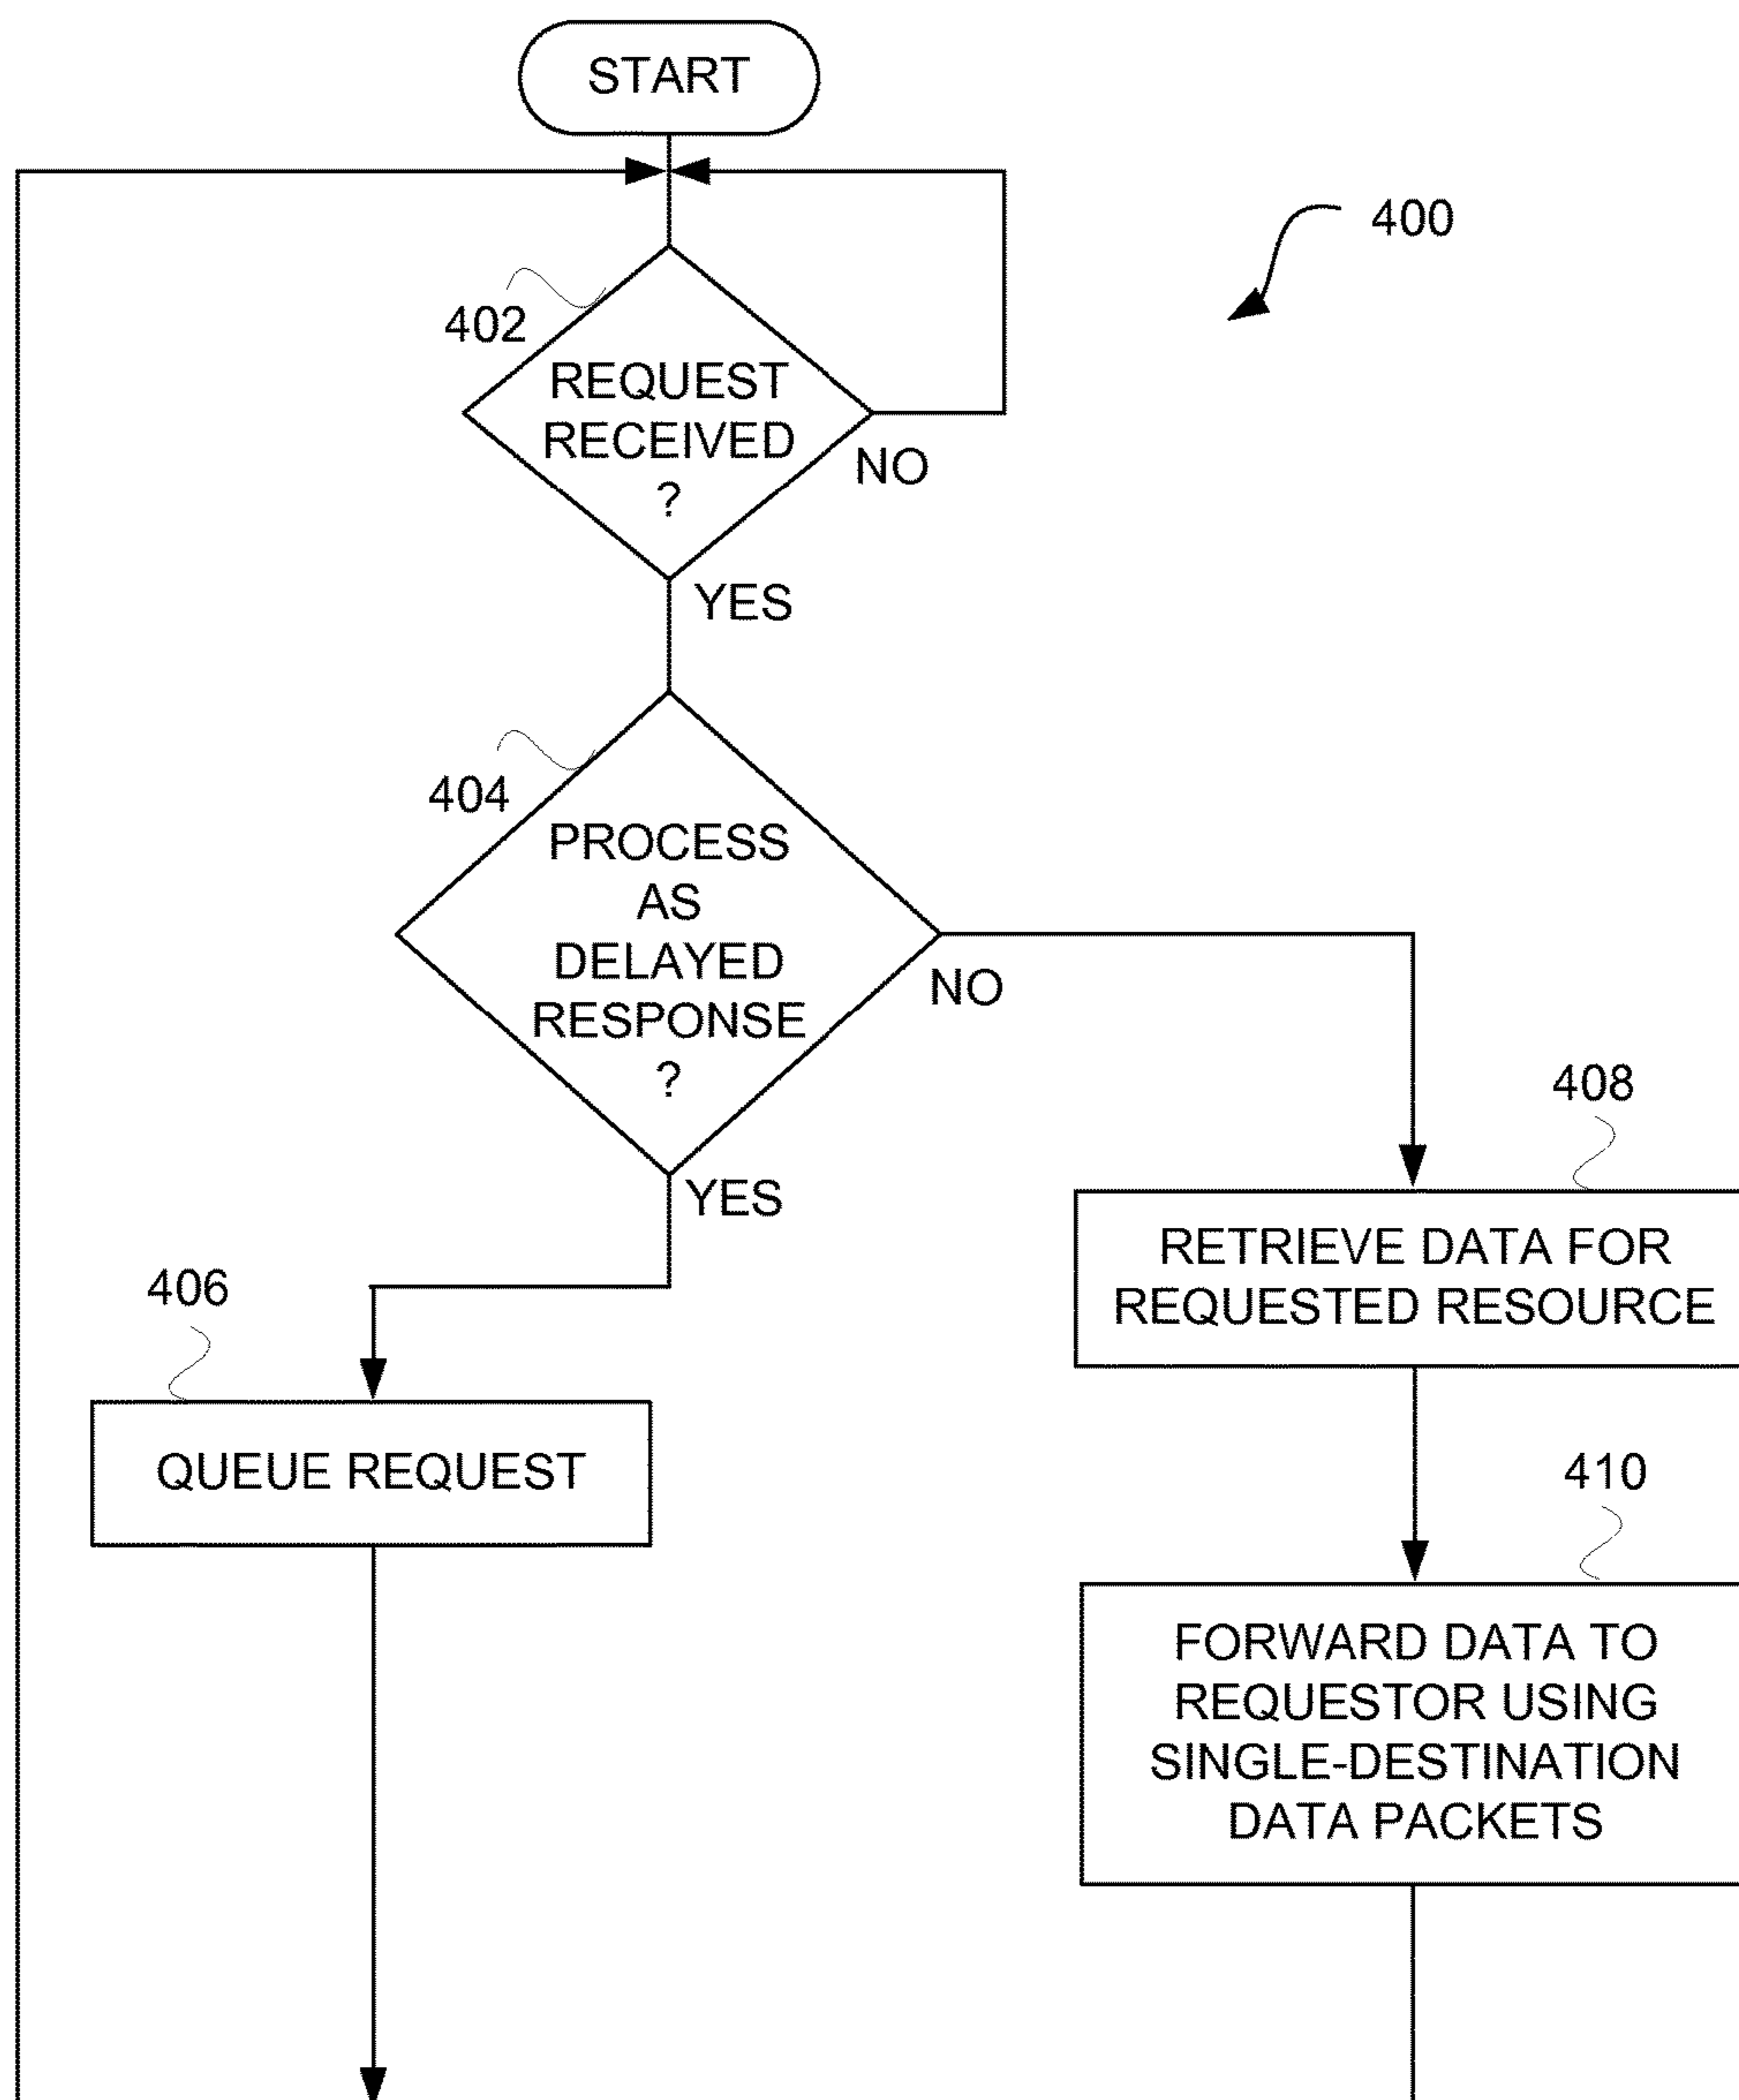 START
400
402
REQUEST
RECEIVED
?
NO
YES
404
PROCESS
AS
DELAYED
RESPONSE
?
NO
YES
408
RETRIEVE DATA FOR
REQUESTED RESOURCE
406
QUEUE REQUEST
410
FORWARD DATA TO
REQUESTOR USING
SINGLE-DESTINATION
DATA PACKETS